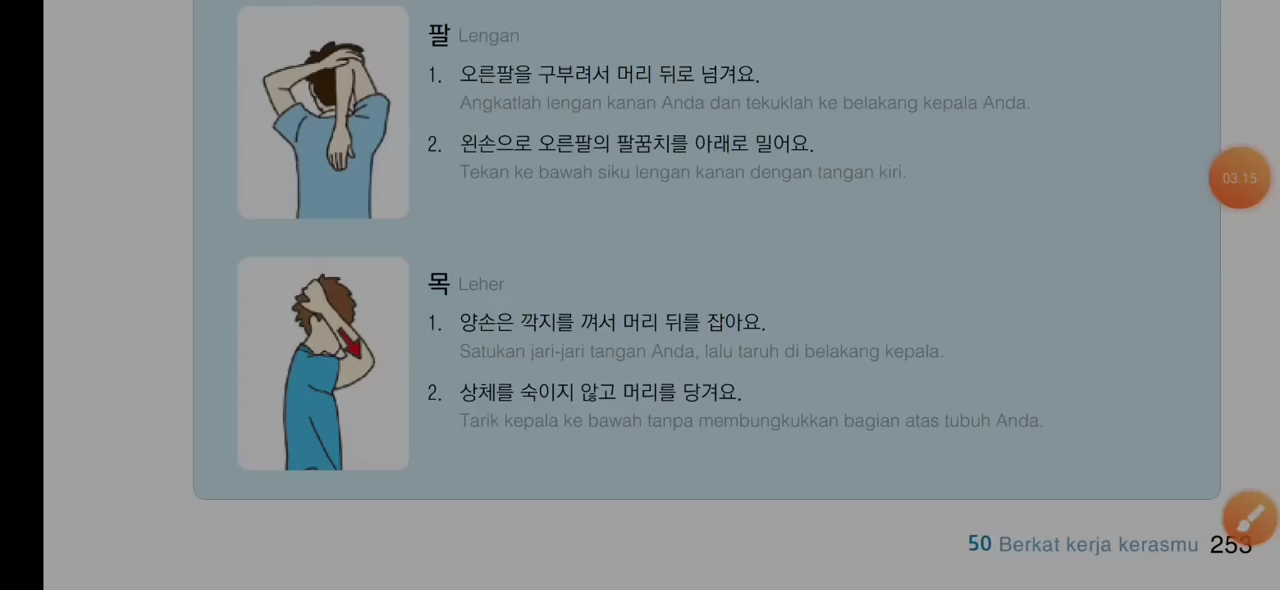 팔 Lengan
1. 오른팔을 구부려서 머리 뒤로 넘겨요.
Angkatlah lengan kanan Anda dan tekuklah ke belakang kepala Anda.
2. 왼손으로 오른팔의 팔꿈치를 아래로 밀어요.
Tekan ke bawah siku lengan kanan dengan tangan kiri.
03.15
목 Leher
1. 양손은 깍지를 껴서 머리 뒤를 잡아요.
Satukan jari-jari tangan Anda, lalu taruh di belakang kepala.
2. 상체를 숙이지 않고 머리를 당겨요.
Tarik kepala ke bawah tanpa membungkukkan bagian atas tubuh Anda.
50 Berkat kerja kerasmu 253